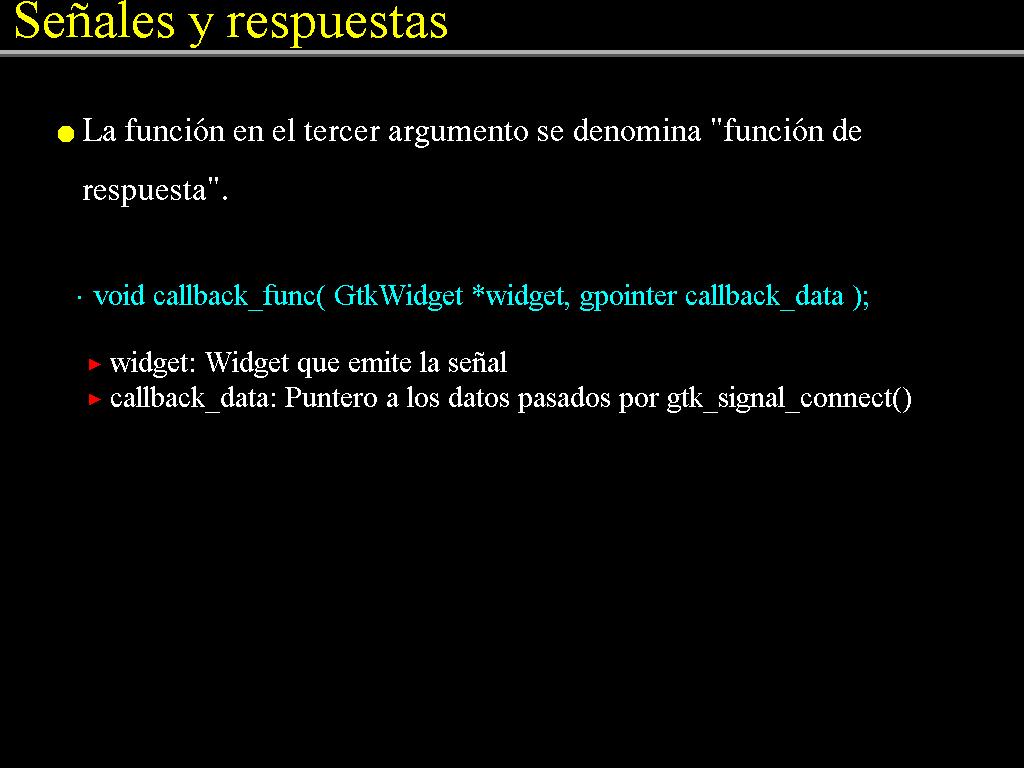 Señales y respuestas
La función en el tercer argumento se denomina "función de
respuesta".
· void callback_func( GtkWidget *widget, gpointer callback_data );
widget: Widget que emite la señal
callback_data: Puntero a los datos pasados por gtk_signal_connect()